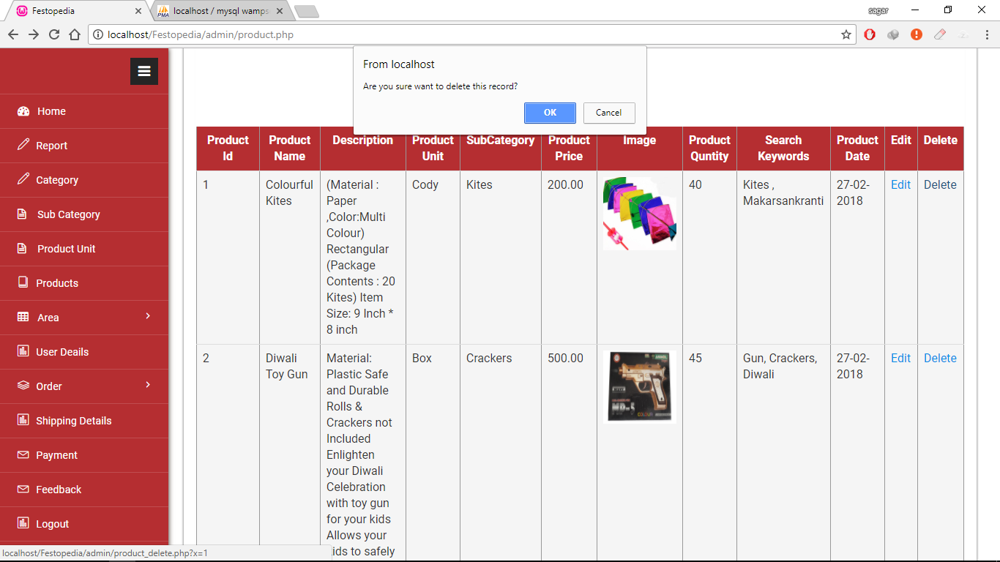 Festopedia
localhost / mysql wamps
sagar
localhost/Festopedia/admin/product.php
From localhost
Are you sure want to delete this record?
OK
Cancel
Home
Report
Category
Sub Category
Product Unit
Products
Area
User Deails
Order
Shipping Details
Payment
Feedback
Logout
Product Id
Product Name
Description
Product Unit
SubCategory
Product Price
Image
Product Quntity
Search Keywords
Product Date
Edit
Delete
1
Colourful Kites
(Material :
Paper
,Color:Multi
Colour)
Rectangular
(Package
Contents : 20
Kites) Item
Size: 9 Inch *
8 inch
Cody
Kites
200.00
40
Kites ,
Makarsankranti
27-02-
2018
Edit
Delete
2
Diwali
Toy Gun
Material:
Plastic Safe
and Durable
Rolls &
Crackers not
Included
Enlighten
your Diwali
Celebration
with toy gun
for your kids
Allows your
kids to safely
Box
Crackers
500.00
MP-5
COLOUR
45
Gun, Crackers,
Diwali
27-02-
2018
Edit
Delete
localhost/Festopedia/admin/product_delete.php?x=1